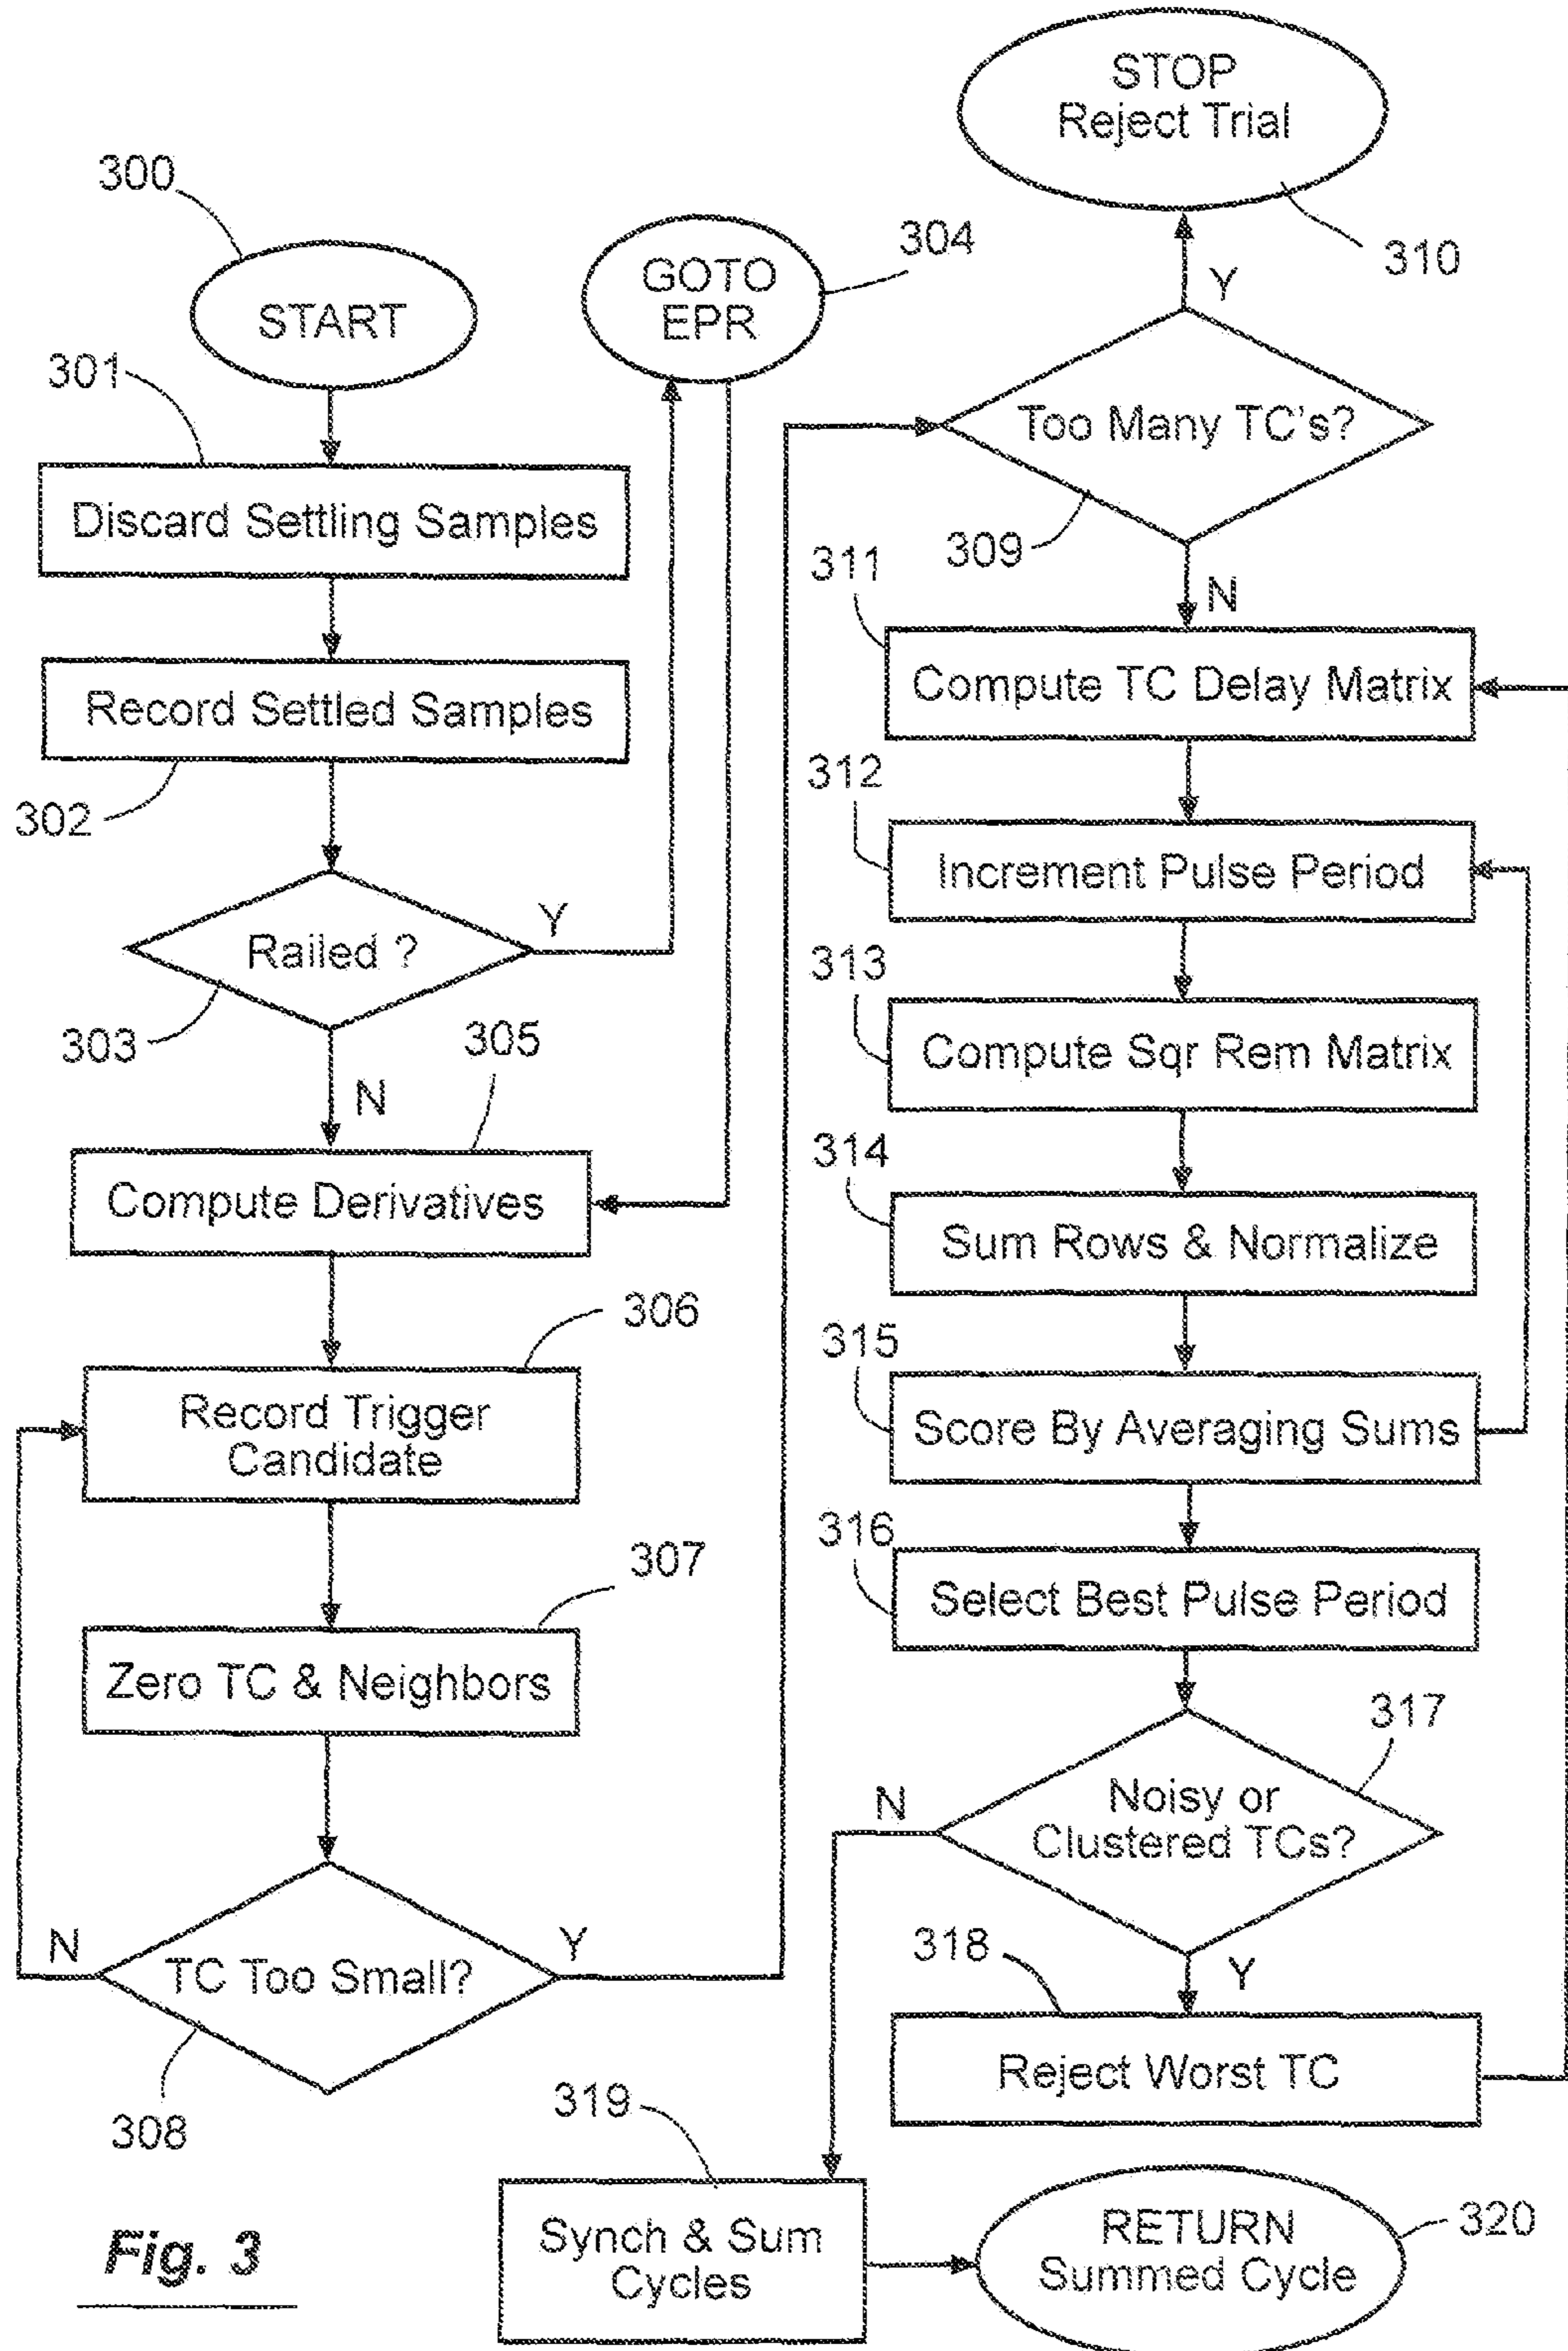 300
START
301
Discard Settling Samples
Record Settled Samples
302
Railed ?
Y
303
N
304
GOTO
EPR
305
Compute Derivatives
306
Record Trigger
Candidate
307
Zero TC & Neighbors
TC Too Small?
N
Y
308
STOP
Reject Trial
310
Y
Too Many TC's?
309
N
311
Compute TC Delay Matrix
312
Increment Pulse Period
313
Compute Sqr Rem Matrix
314
Sum Rows & Normalize
315
Score By Averaging Sums
316
Select Best Pulse Period
317
Noisy or
Clustered TCs?
N
Y
318
Reject Worst TC
319
Synch & Sum
Cycles
RETURN
Summed Cycle
320
Fig. 3